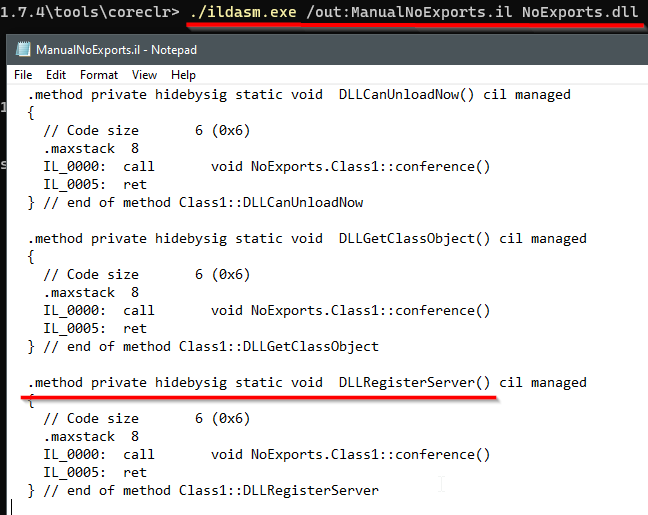 1.7.4\tools\coreclr> ./ildasm.exe /out:ManualNoExports.il NoExports.dll
ManualNoExports.il - Notepad
File Edit Format View Help
.method private hidebysig static void  DLLCanUnloadNow() cil managed
{
  // Code size       6 (0x6)
  .maxstack  8
  IL_0000:  call       void NoExports.Class1::conference()
  IL_0005:  ret
} // end of method Class1::DLLCanUnloadNow
.method private hidebysig static void  DLLGetClassObject() cil managed
{
  // Code size       6 (0x6)
  .maxstack  8
  IL_0000:  call       void NoExports.Class1::conference()
  IL_0005:  ret
} // end of method Class1::DLLGetClassObject
.method private hidebysig static void  DLLRegisterServer() cil managed
{
  // Code size       6 (0x6)
  .maxstack  8
  IL_0000:  call       void NoExports.Class1::conference()
  IL_0005:  ret
} // end of method Class1::DLLRegisterServer